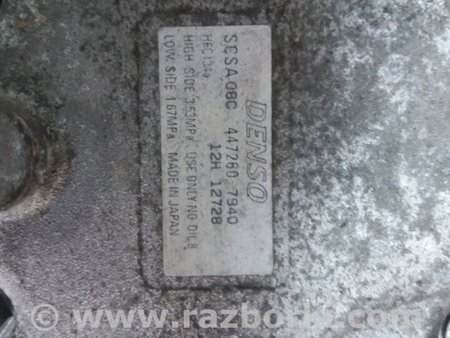 DENSO
SCSA08C 447260 7940
12H 12728
HFC134a
HIGH SIDE 3.53MPa USE ONLY ND-OIL 8
LOW SIDE 1.67MPa MADE IN JAPAN
© www.razborka.com